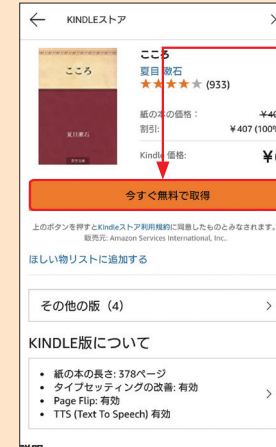 KINDLEストア
こころ
夏目 漱石
(933)
紙の本の価格：
割引:
¥407 (100%
Kindle 価格:
こころ
夏目漱石
今すぐ無料で取得
上のボタンを押すとKindleストア利用規約に同意したものとみなされます。
販売元: Amazon Services International, Inc..
ほしい物リストに追加する
その他の版（4）
KINDLE版について
• 紙の本の長さ: 378ページ
• タイプセッティングの改善: 有効
• Page Flip: 有効
• TTS (Text To Speech) 有効